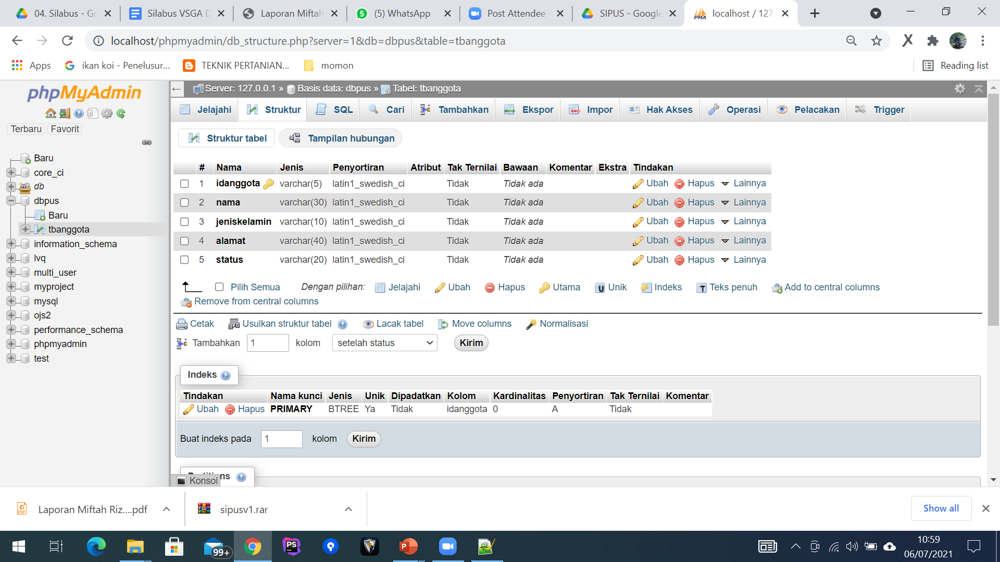 04. Silabus - Go
Silabus VSGA D
Laporan Miftah
(5) WhatsApp
Post Attendee -
SIPUS - Google
localhost / 127
localhost/phpmyadmin/db_structure.php?server=1&db=dbpus&table=tbanggota
Apps
ikan koi - Penelusur...
TEKNIK PERTANIAN...
momon
Reading list
phpMyAdmin
Terbaru Favorit
Baru
core_ci
db
dbpus
Baru
tbanggota
information_schema
lvq
multi_user
myproject
mysql
ojs2
performance_schema
phpmyadmin
test
Server: 127.0.0.1 » Basis data: dbpus » Tabel: tbanggota
Jelajahi Struktur SQL Cari Tambahkan Ekspor Impor Hak Akses Operasi Pelacakan Trigger
Struktur tabel Tampilan hubungan
# Nama Jenis Penyortiran Atribut Tak Ternilai Bawaan Komentar Ekstra Tindakan
1 idanggota varchar(5) latin1_swedish_ci Tidak Tidak ada Ubah Hapus Lainnya
2 nama varchar(30) latin1_swedish_ci Tidak Tidak ada Ubah Hapus Lainnya
3 jeniskelamin varchar(10) latin1_swedish_ci Tidak Tidak ada Ubah Hapus Lainnya
4 alamat varchar(40) latin1_swedish_ci Tidak Tidak ada Ubah Hapus Lainnya
5 status varchar(20) latin1_swedish_ci Tidak Tidak ada Ubah Hapus Lainnya
Pilih Semua Dengan pilihan: Jelajahi Ubah Hapus Utama Unik Indeks Teks penuh Add to central columns
Remove from central columns
Cetak Usulkan struktur tabel Lacak tabel Move columns Normalisasi
Tambahkan 1 kolom setelah status Kirim
Indeks
Tindakan Nama kunci Jenis Unik Dipadatkan Kolom Kardinalitas Penyortiran Tak Ternilai Komentar
Ubah Hapus PRIMARY BTREE Ya Tidak idanggota 0 A Tidak
Buat indeks pada 1 kolom Kirim
Konsol
Laporan Miftah Riz....pdf
sipusv1.rar
Show all
99+
10:59
06/07/2021